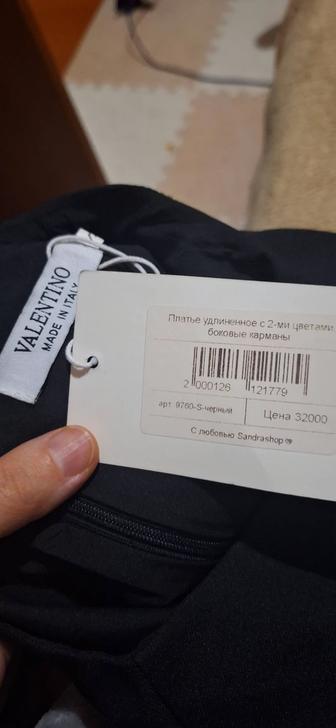 VALENTINO
MADE IN ITALY
Платье удлиненное с 2-мя цветами,
боковые карманы
2 000126 121779
арт. 9760-S-черный
Цена 32000
С любовью Sandrashop